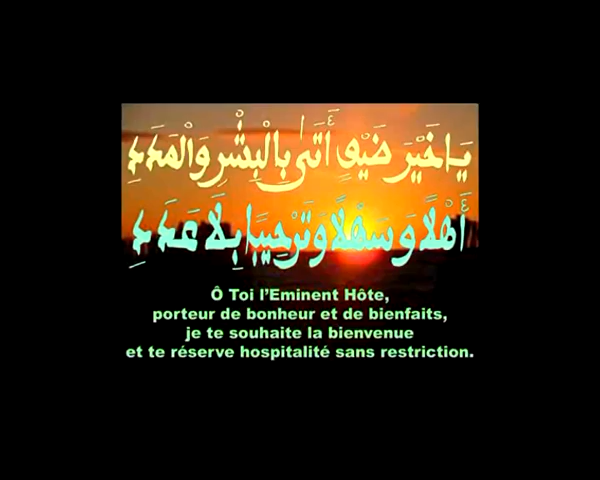 يَا خَيْرَ ضَيْفٍ أَتَى بِالْبِشْرِ وَالْمَدَدِ
أَهْلًا وَسَهْلًا وَتَرْحِيبًا بِلَا عَدَدِ
Ô Toi l'Eminent Hôte,
porteur de bonheur et de bienfaits,
je te souhaite la bienvenue
et te réserve hospitalité sans restriction.